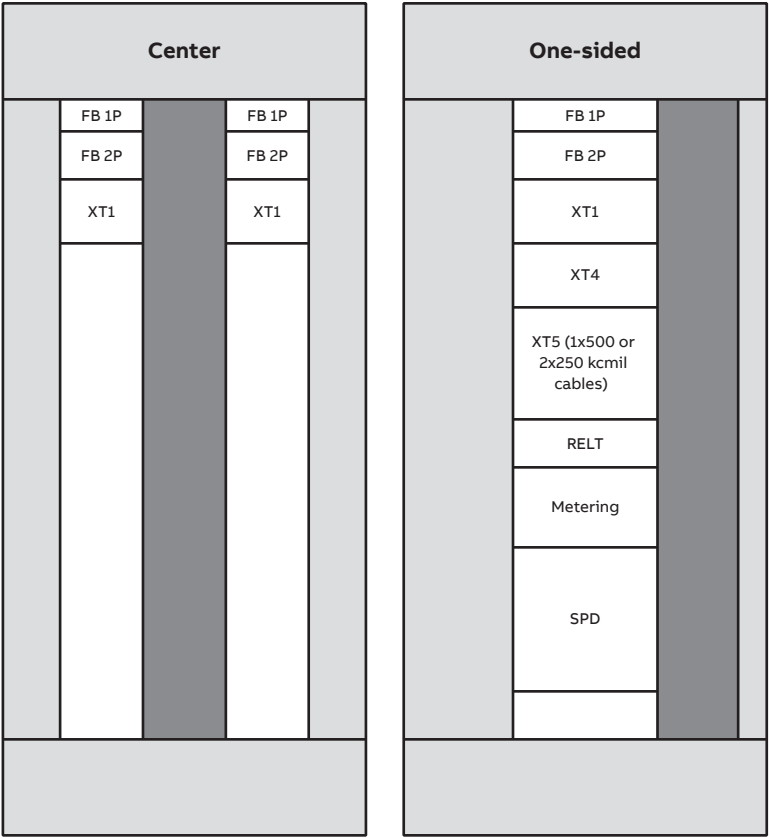 Center
FB 1P
FB 1P
FB 2P
FB 2P
XT1
XT1
One-sided
FB 1P
FB 2P
XT1
XT4
XT5 (1x500 or
2x250 kcmil
cables)
RELT
Metering
SPD